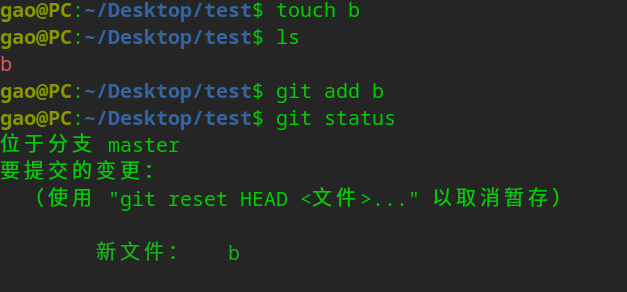 gao@PC:~/Desktop/test$ touch b
gao@PC:~/Desktop/test$ ls
b
gao@PC:~/Desktop/test$ git add b
gao@PC:~/Desktop/test$ git status
位于分支 master
要提交的变更：
（使用 "git reset HEAD <文件>..." 以取消暂存）
新文件： b